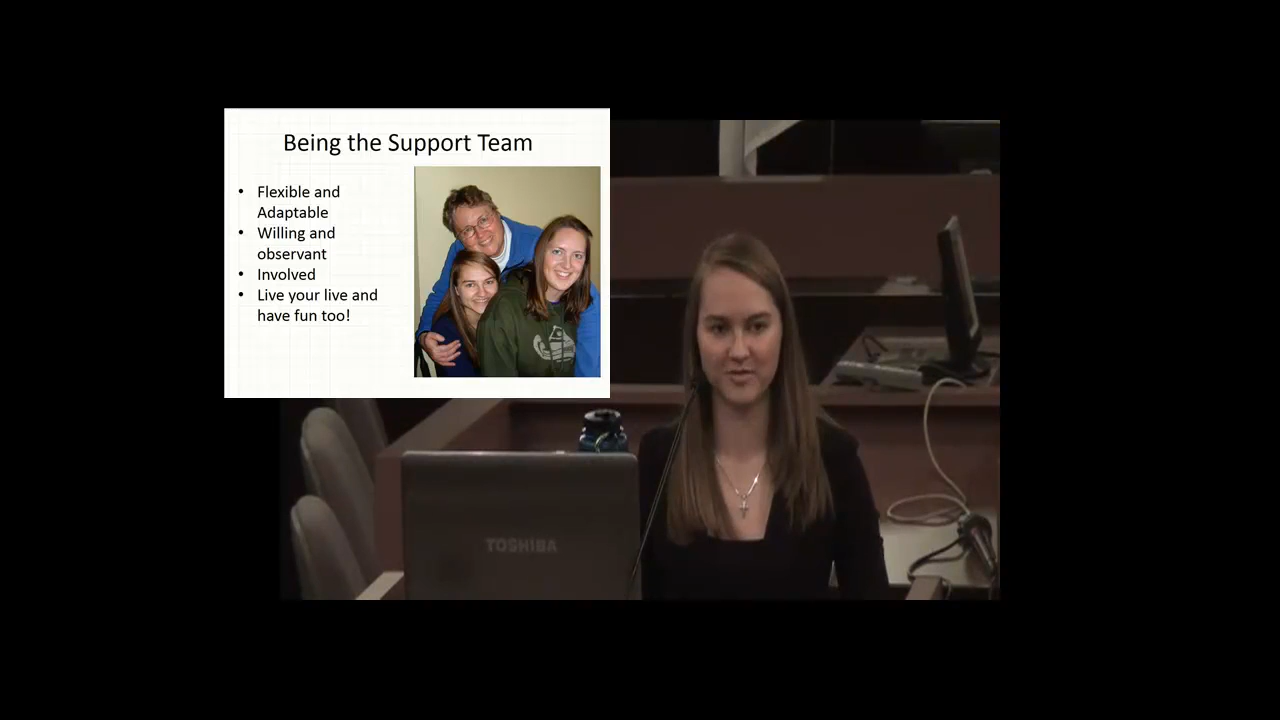 Being the Support Team
• Flexible and
Adaptable
• Willing and
observant
• Involved
• Live your live and
have fun too!
TOSHIBA